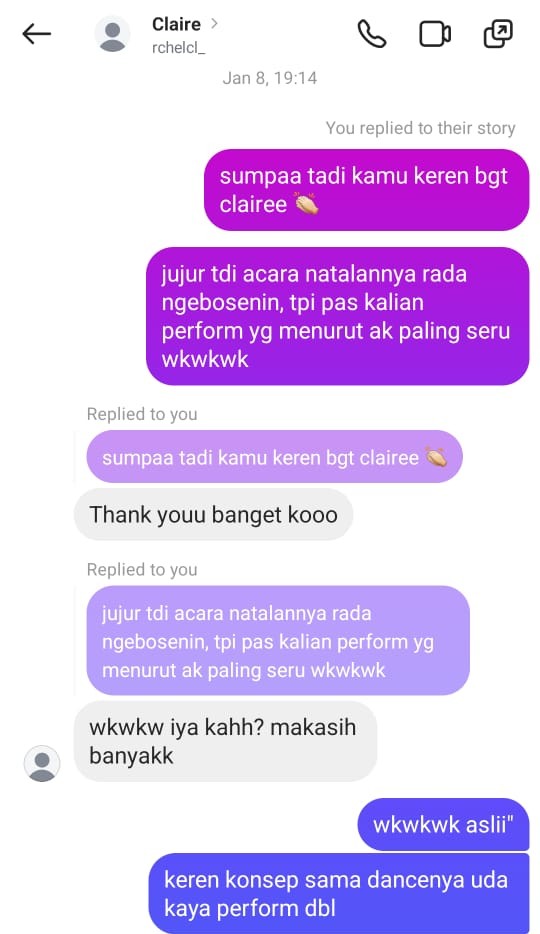 Claire
rchelcl_
Jan 8, 19:14
You replied to their story
sumpaa tadi kamu keren bgt
clairee 👏🏼
jujur tdi acara natalannya rada
ngebosenin, tpi pas kalian
perform yg menurut ak paling seru
wkwkwk
Replied to you
sumpaa tadi kamu keren bgt clairee 👏🏼
Thank youu banget kooo
Replied to you
jujur tdi acara natalannya rada
ngebosenin, tpi pas kalian perform yg
menurut ak paling seru wkwkwk
wkwkw iya kahh? makasih
banyakk
wkwkwk aslii"
keren konsep sama dancenya uda
kaya perform dbl